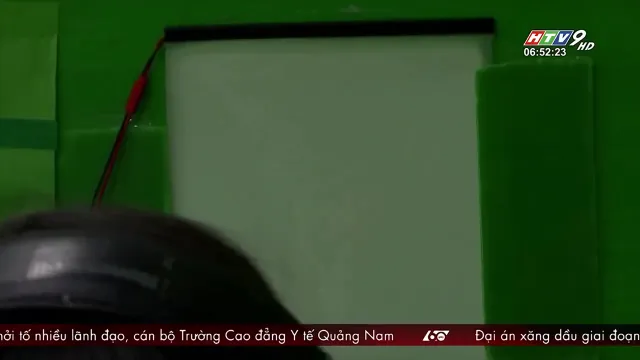 HTV9 HD
06:52:23
tố nhiều lãnh đạo, cán bộ Trường Cao đẳng Y tế Quảng Nam 60 Đại án xăng dầu giai đoạn